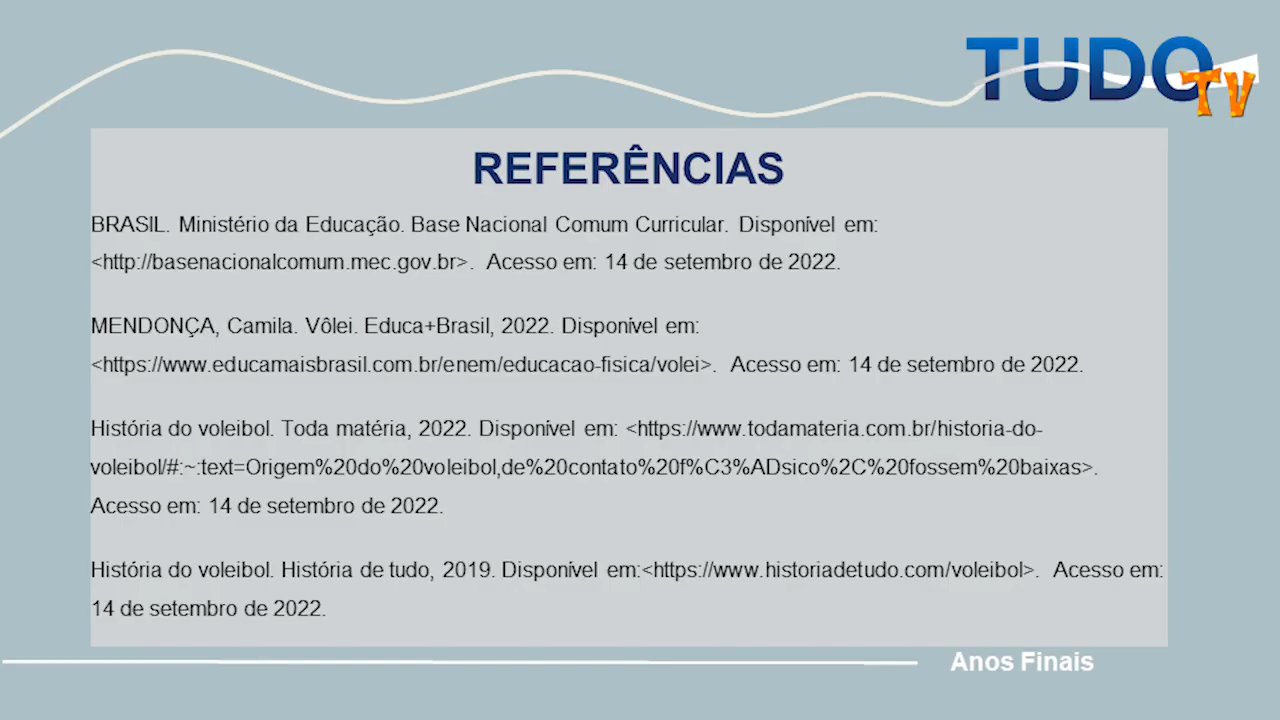 TUDO TV
REFERÊNCIAS
BRASIL. Ministério da Educação. Base Nacional Comum Curricular. Disponível em:
<http://basenacionalcomum.mec.gov.br>. Acesso em: 14 de setembro de 2022.
MENDONÇA, Camila. Vôlei. Educa+Brasil, 2022. Disponível em:
<https://www.educamaisbrasil.com.br/enem/educacao-fisica/volei>. Acesso em: 14 de setembro de 2022.
História do voleibol. Toda matéria, 2022. Disponível em: <https://www.todamateria.com.br/historia-do-
voleibol/#:~:text=Origem%20do%20voleibol,de%20contato%20f%C3%ADsico%2C%20fossem%20baixas>.
Acesso em: 14 de setembro de 2022.
História do voleibol. História de tudo, 2019. Disponível em:<https://www.historiadetudo.com/voleibol>. Acesso em:
14 de setembro de 2022.
Anos Finais